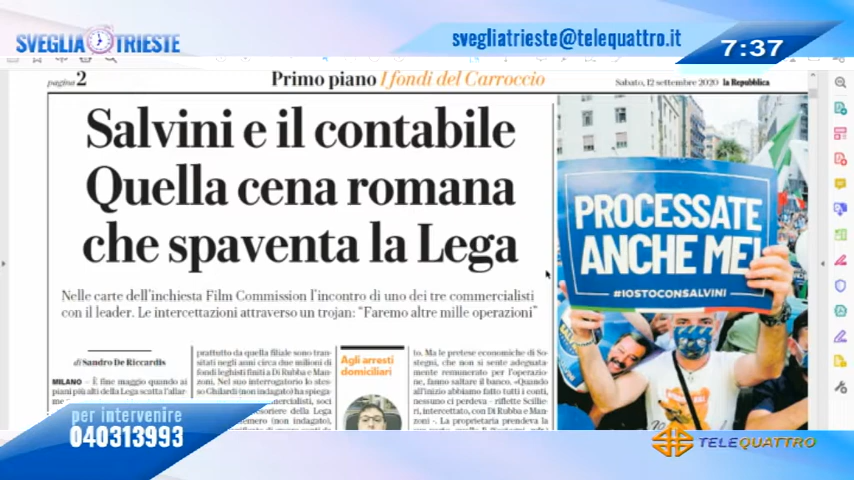 SVEGLIA TRIESTE
svegliatrieste@telequattro.it
7:37
pagina 2
Primo piano I fondi del Carroccio
Sabato, 12 settembre 2020 la Repubblica
Salvini e il contabile
Quella cena romana
che spaventa la Lega
Nelle carte dell'inchiesta Film Commission l'incontro di uno dei tre commercialisti
con il leader. Le intercettazioni attraverso un trojan: "Faremo altre mille operazioni"
di Sandro De Riccardis
MILANO – È fine maggio quando ai
piani più alti della Lega scatta l'allar-
prattutto da quella filiale sono tran-
sitati negli anni circa due milioni di
fondi leghisti finiti a Di Rubba e Man-
zoni. Nel suo interrogatorio lo stes-
so Ghilardi (non indagato) ha spiega-
Agli arresti
domiciliari
to. Ma le pretese economiche di So-
stegni, che non si sente adeguata-
mente remunerato per l'operazio-
ne, fanno saltare il banco. «Quando
all'inizio abbiamo fatto tutti i conti,
nessuno ci perdeva – riflette Scillie-
ri, intercettato, con Di Rubba e Man-
zoni –. La proprietaria prendeva la
PROCESSATE
ANCHE ME!
#IOSTOCONSALVINI
per intervenire
040313993
TELEQUATTRO